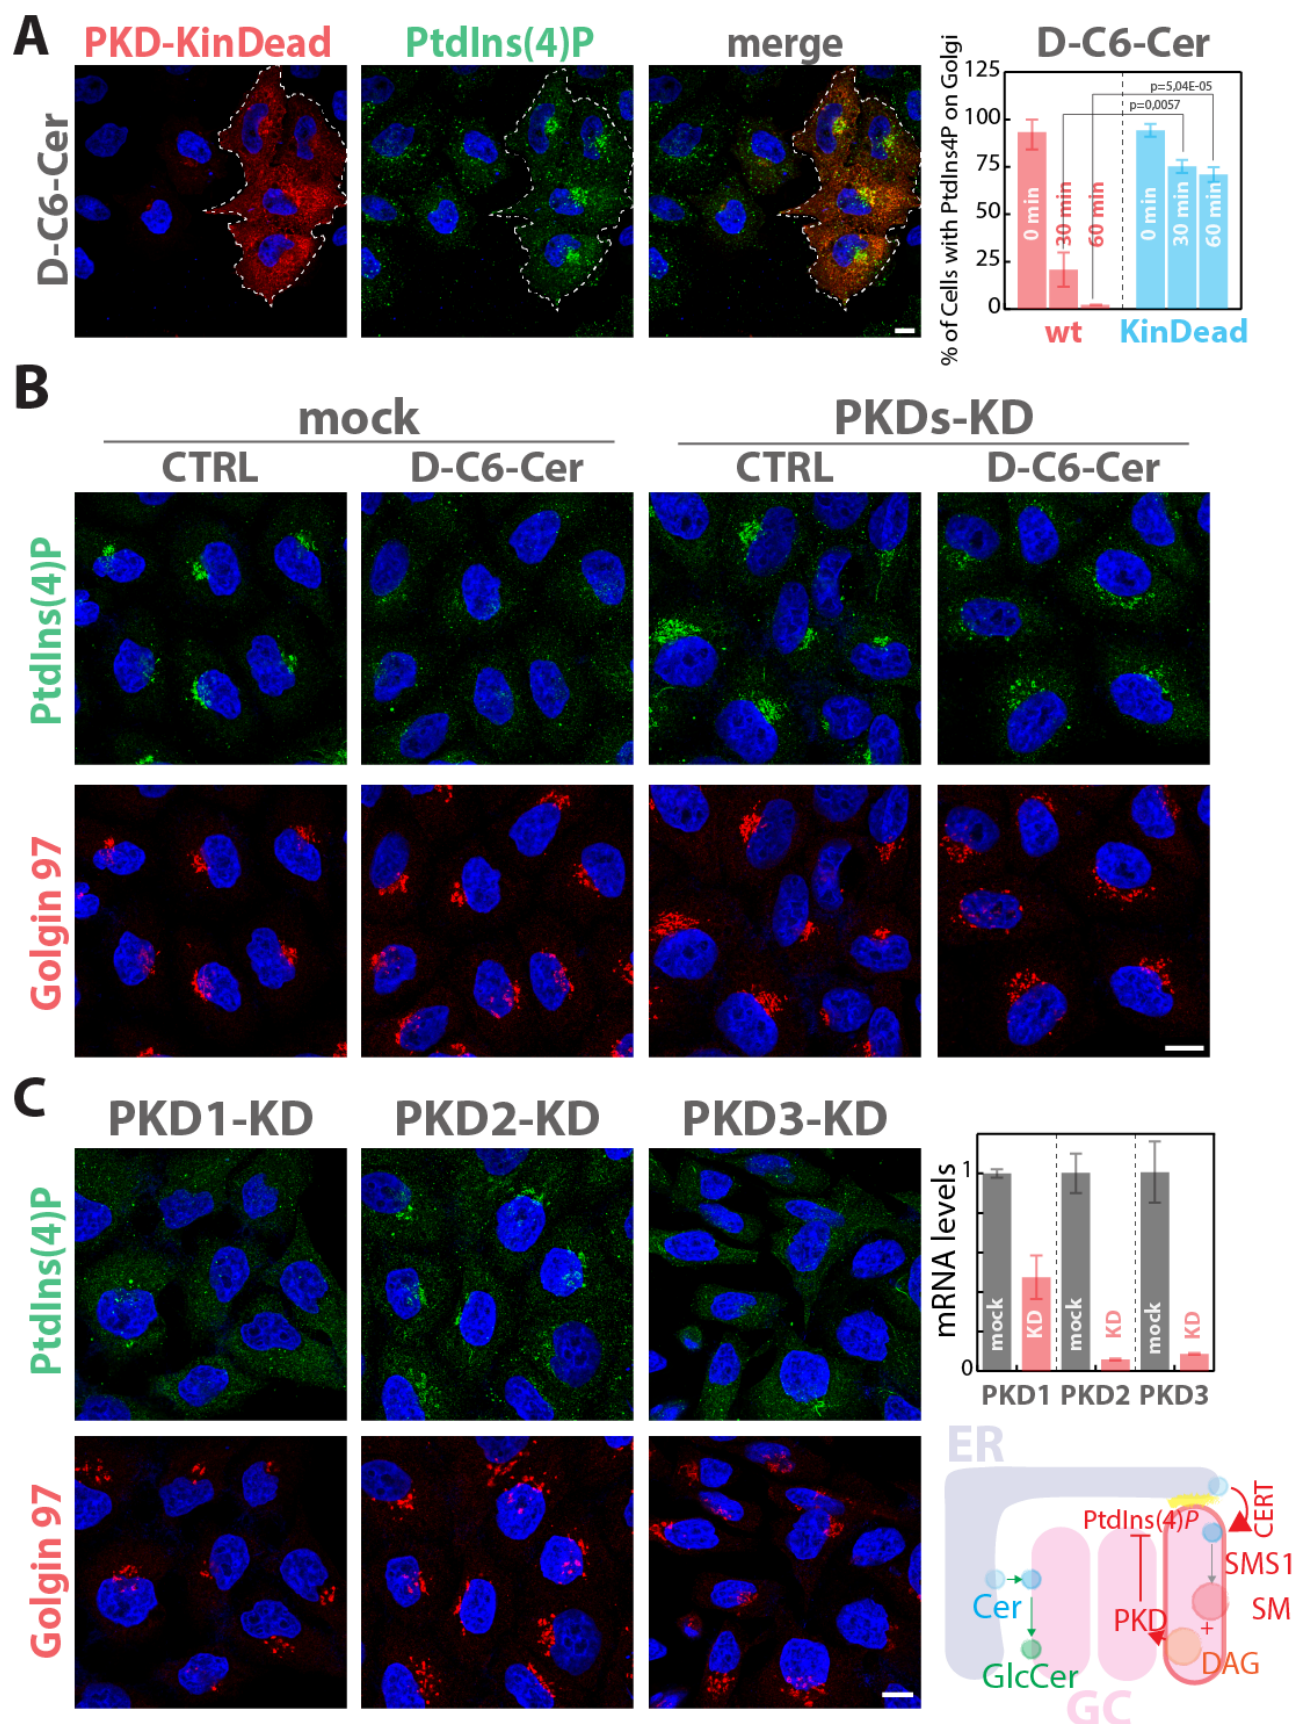 A
PKD-KinDead
PtdIns(4)P
merge
D-C6-Cer
D-C6-Cer
% of Cells with PtdIns4P on Golgi
125
100
75
50
25
0
p=5,04E-05
p=0,0057
0 min
30 min
60 min
0 min
30 min
60 min
wt
KinDead
B
mock
PKDs-KD
CTRL
D-C6-Cer
CTRL
D-C6-Cer
PtdIns(4)P
Golgin 97
C
PKD1-KD
PKD2-KD
PKD3-KD
PtdIns(4)P
Golgin 97
mRNA levels
1
0
mock
KD
mock
KD
mock
KD
PKD1
PKD2
PKD3
ER
PtdIns(4)P
CERT
SMS1
Cer
PKD
SM
+
DAG
GlcCer
GC